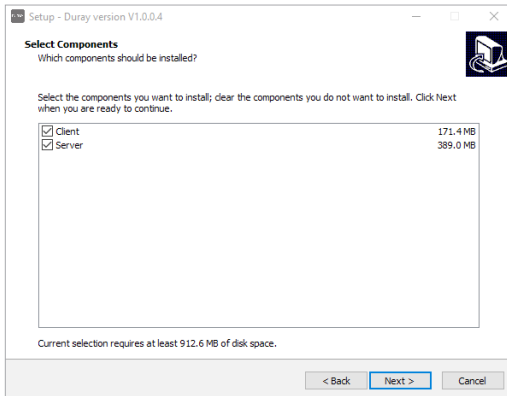 Setup - Duray version V1.0.0.4
Select Components
Which components should be installed?
Select the components you want to install; clear the components you do not want to install. Click Next
when you are ready to continue.
Client 171.4 MB
Server 389.0 MB
Current selection requires at least 912.6 MB of disk space.
< Back Next > Cancel